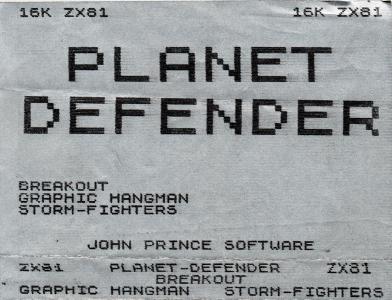 16K ZX81 16K ZX81
PLANET
DEFENDER
BREAKOUT
GRAPHIC HANGMAN
STORM-FIGHTERS
JOHN PRINCE SOFTWARE
ZX81 PLANET-DEFENDER ZX81
BREAKOUT
GRAPHIC HANGMAN STORM-FIGHTERS